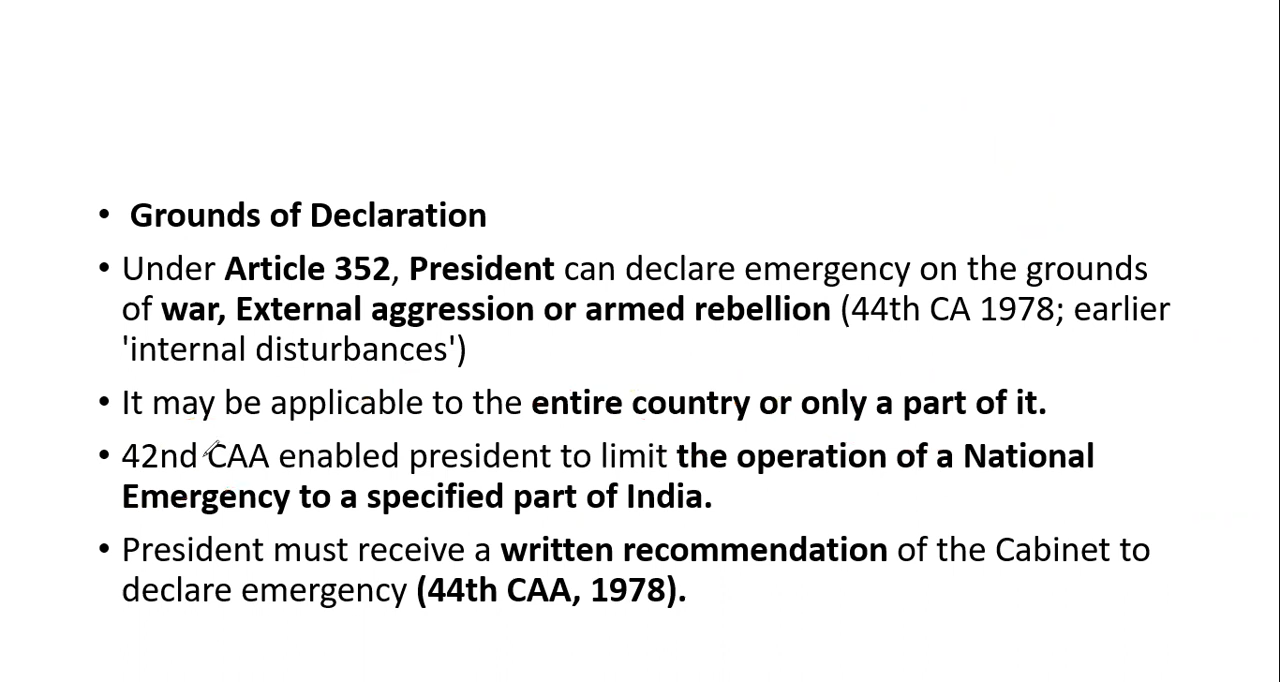 • Grounds of Declaration
• Under Article 352, President can declare emergency on the grounds
of war, External aggression or armed rebellion (44th CA 1978; earlier
'internal disturbances')
• It may be applicable to the entire country or only a part of it.
• 42nd CAA enabled president to limit the operation of a National
Emergency to a specified part of India.
• President must receive a written recommendation of the Cabinet to
declare emergency (44th CAA, 1978).